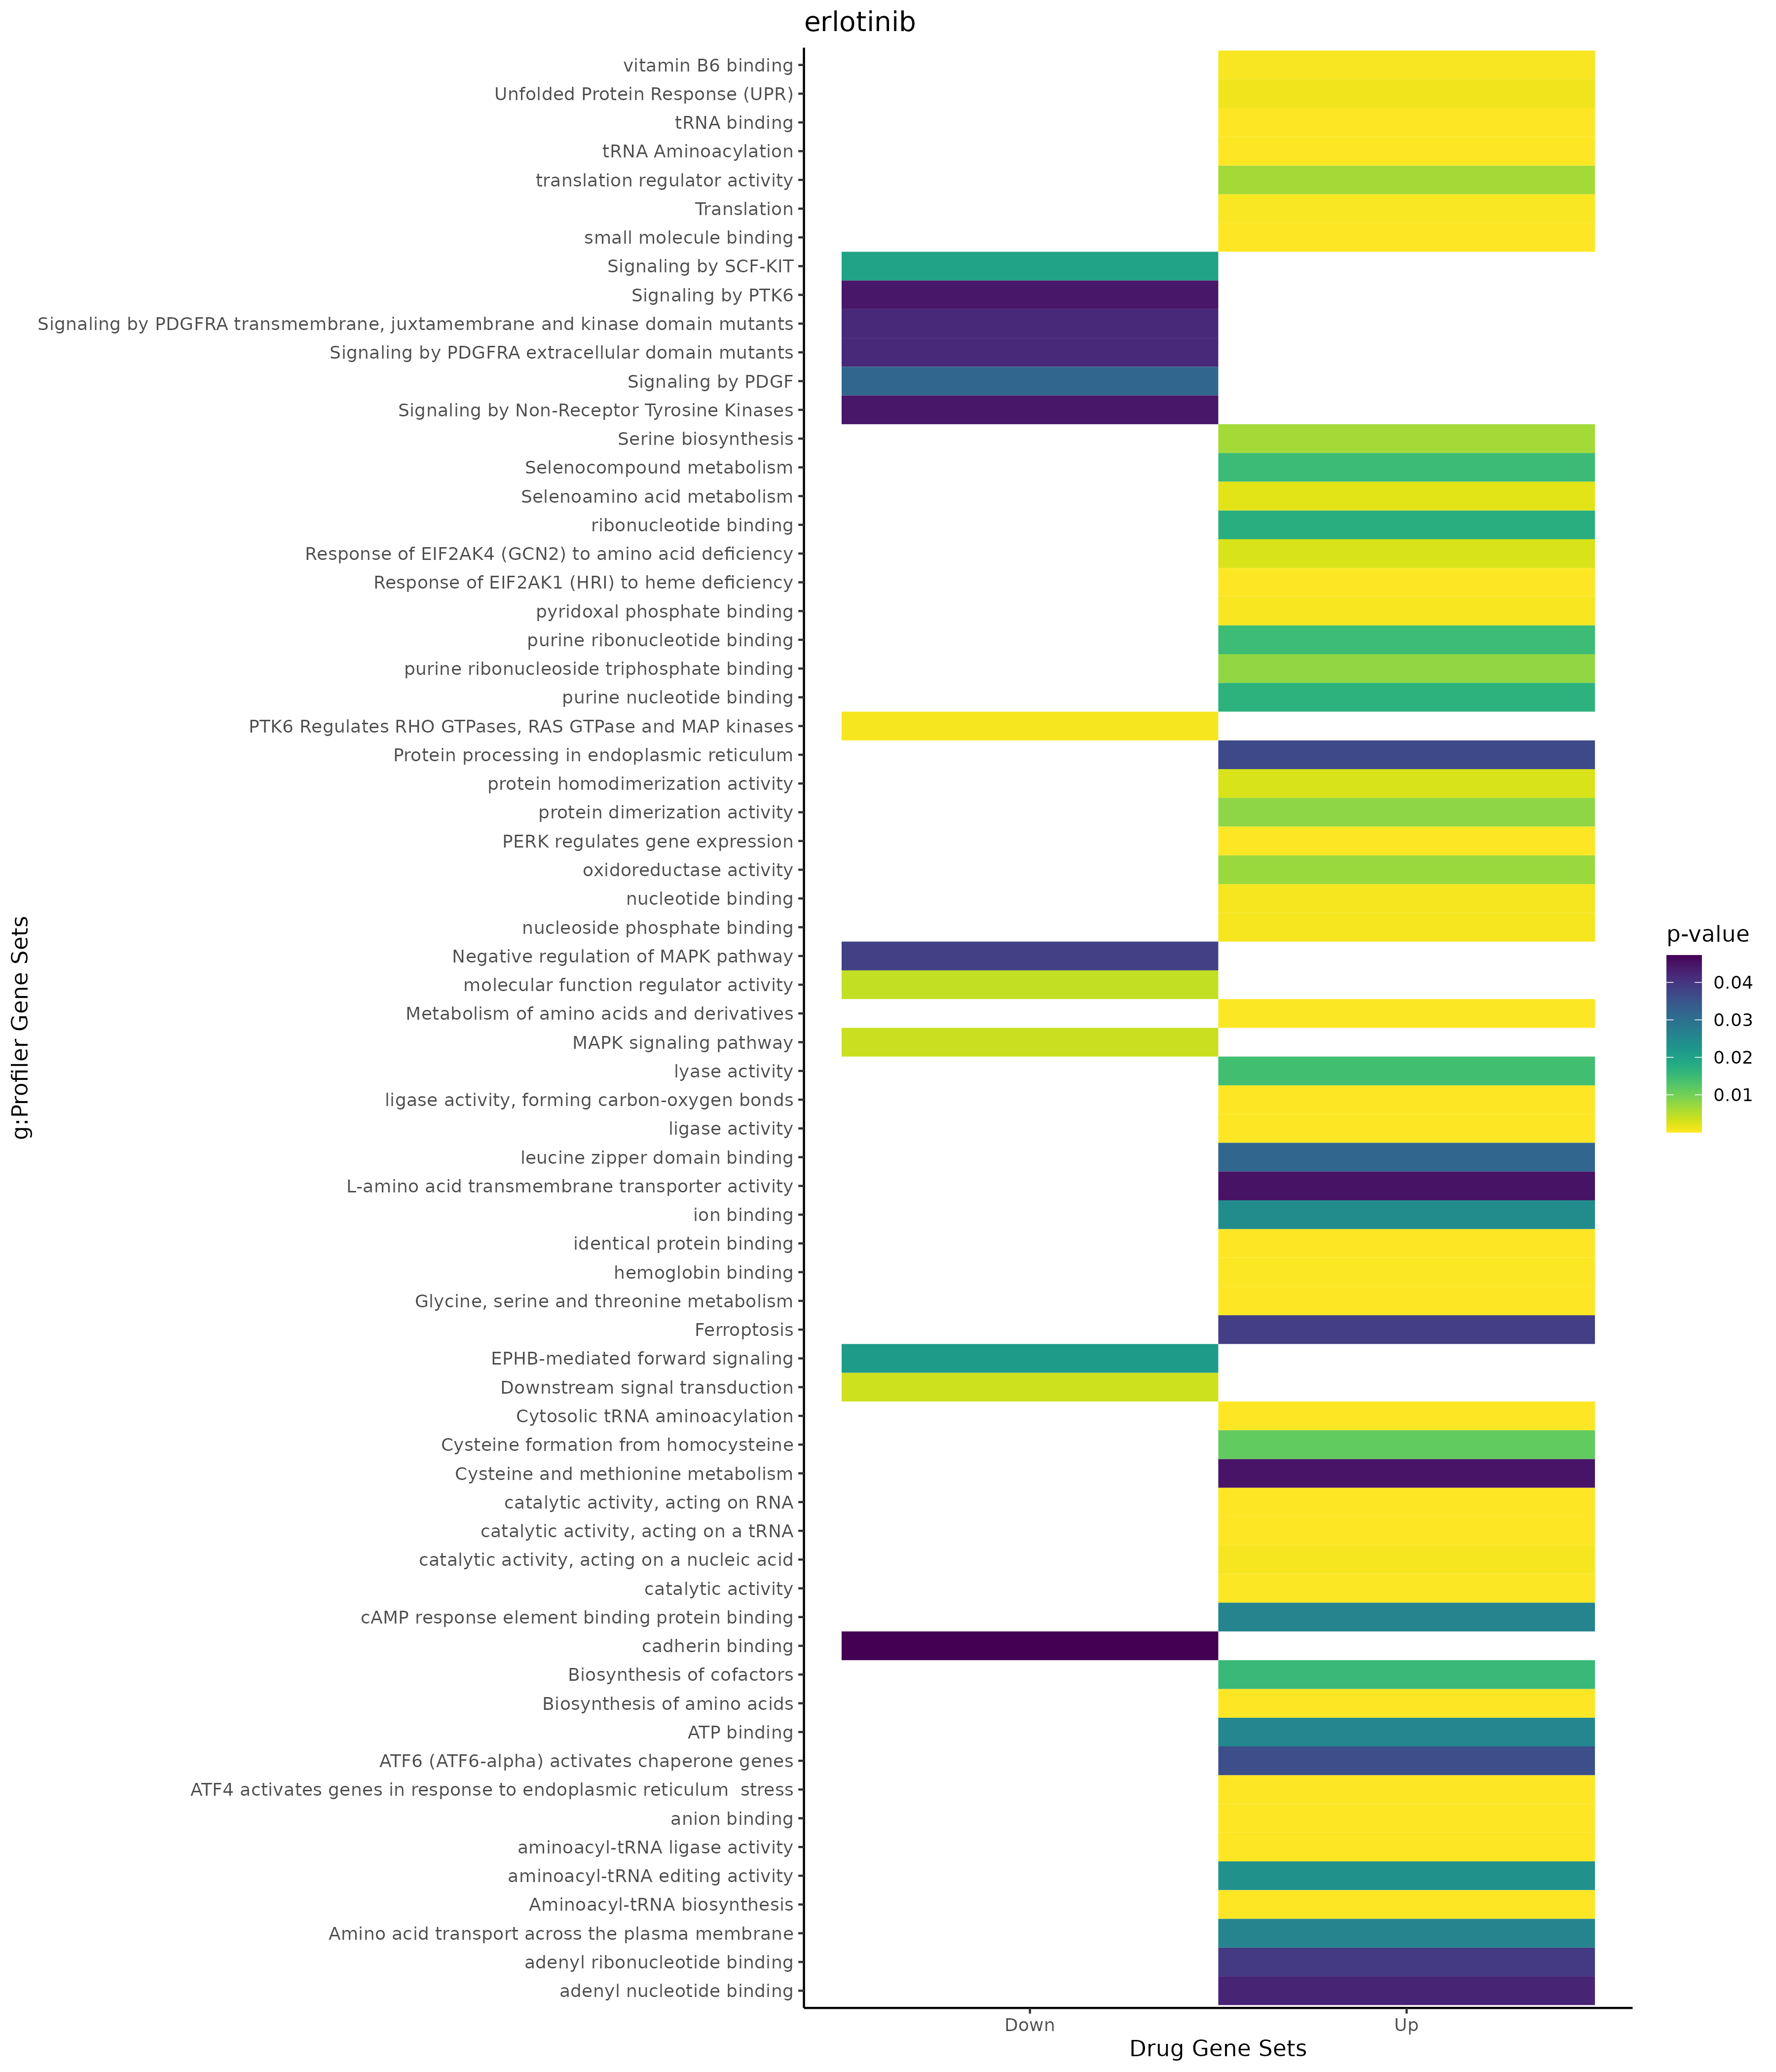 erlotinib
vitamin B6 binding
Unfolded Protein Response (UPR)
tRNA binding
tRNA Aminoacylation
translation regulator activity
Translation
small molecule binding
Signaling by SCF-KIT
Signaling by PTK6
Signaling by PDGFRA transmembrane, juxtamembrane and kinase domain mutants
Signaling by PDGFRA extracellular domain mutants
Signaling by PDGF
Signaling by Non-Receptor Tyrosine Kinases
Serine biosynthesis
Selenocompound metabolism
Selenoamino acid metabolism
ribonucleotide binding
Response of EIF2AK4 (GCN2) to amino acid deficiency
Response of EIF2AK1 (HRI) to heme deficiency
pyridoxal phosphate binding
purine ribonucleotide binding
purine ribonucleoside triphosphate binding
purine nucleotide binding
PTK6 Regulates RHO GTPases, RAS GTPase and MAP kinases
Protein processing in endoplasmic reticulum
protein homodimerization activity
protein dimerization activity
PERK regulates gene expression
oxidoreductase activity
nucleotide binding
nucleoside phosphate binding
Negative regulation of MAPK pathway
molecular function regulator activity
Metabolism of amino acids and derivatives
MAPK signaling pathway
lyase activity
ligase activity, forming carbon-oxygen bonds
ligase activity
leucine zipper domain binding
L-amino acid transmembrane transporter activity
ion binding
identical protein binding
hemoglobin binding
Glycine, serine and threonine metabolism
Ferroptosis
EPHB-mediated forward signaling
Downstream signal transduction
Cytosolic tRNA aminoacylation
Cysteine formation from homocysteine
Cysteine and methionine metabolism
catalytic activity, acting on RNA
catalytic activity, acting on a tRNA
catalytic activity, acting on a nucleic acid
catalytic activity
cAMP response element binding protein binding
cadherin binding
Biosynthesis of cofactors
Biosynthesis of amino acids
ATP binding
ATF6 (ATF6-alpha) activates chaperone genes
ATF4 activates genes in response to endoplasmic reticulum  stress
anion binding
aminoacyl-tRNA ligase activity
aminoacyl-tRNA editing activity
Aminoacyl-tRNA biosynthesis
Amino acid transport across the plasma membrane
adenyl ribonucleotide binding
adenyl nucleotide binding
g:Profiler Gene Sets
Down
Up
Drug Gene Sets
p-value
0.04
0.03
0.02
0.01